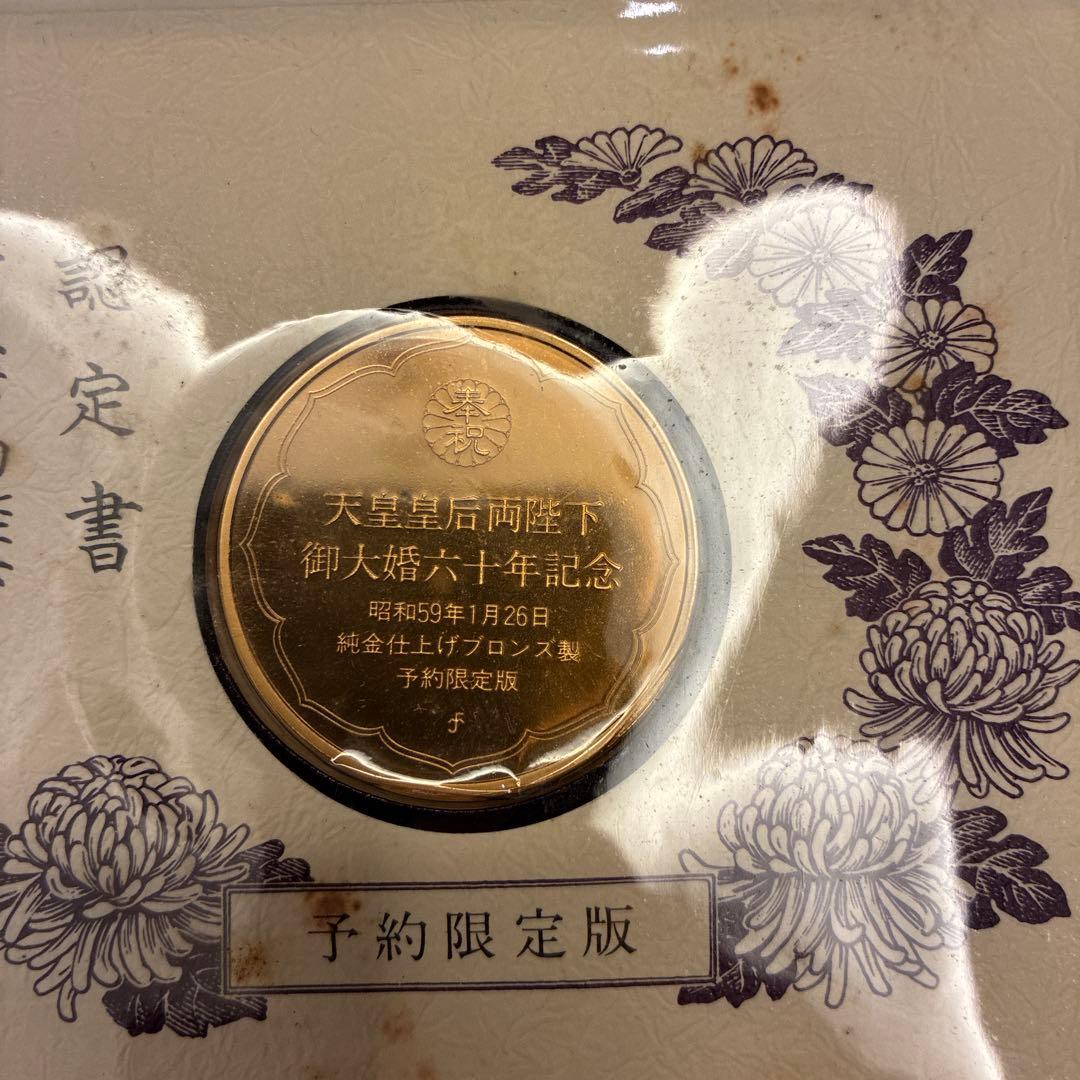 認定書
奉祝
天皇皇后両陛下
御大婚六十年記念
昭和59年1月26日
純金仕上げブロンズ製
予約限定版
予約限定版